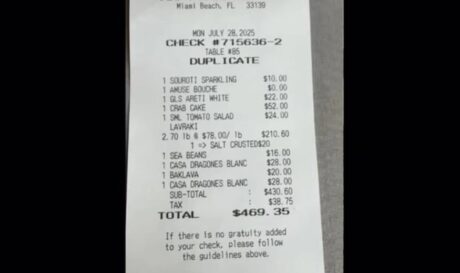 Miami Beach, FL 33139
MON JULY 28,2025
CHECK #715636-2
TABLE #85
DUPLICATE
1 SOUROTI SPARKLING $10.00
1 AMUSE BOUCHE $0.00
1 GLS ARETI WHITE $22.00
1 CRAB CAKE $52.00
1 SML TOMATO SALAD $24.00
LAVRAKI
2.70 lb @ $78.00/ lb $210.60
1 => SALT CRUSTED$20
1 SEA BEANS $16.00
1 CASA DRAGONES BLANC $28.00
1 BAKLAVA $20.00
1 CASA DRAGONES BLANC $28.00
SUB-TOTAL : $430.60
TAX : $38.75
TOTAL $469.35
If there is no gratuity added
to your check, please follow
the guidelines above.